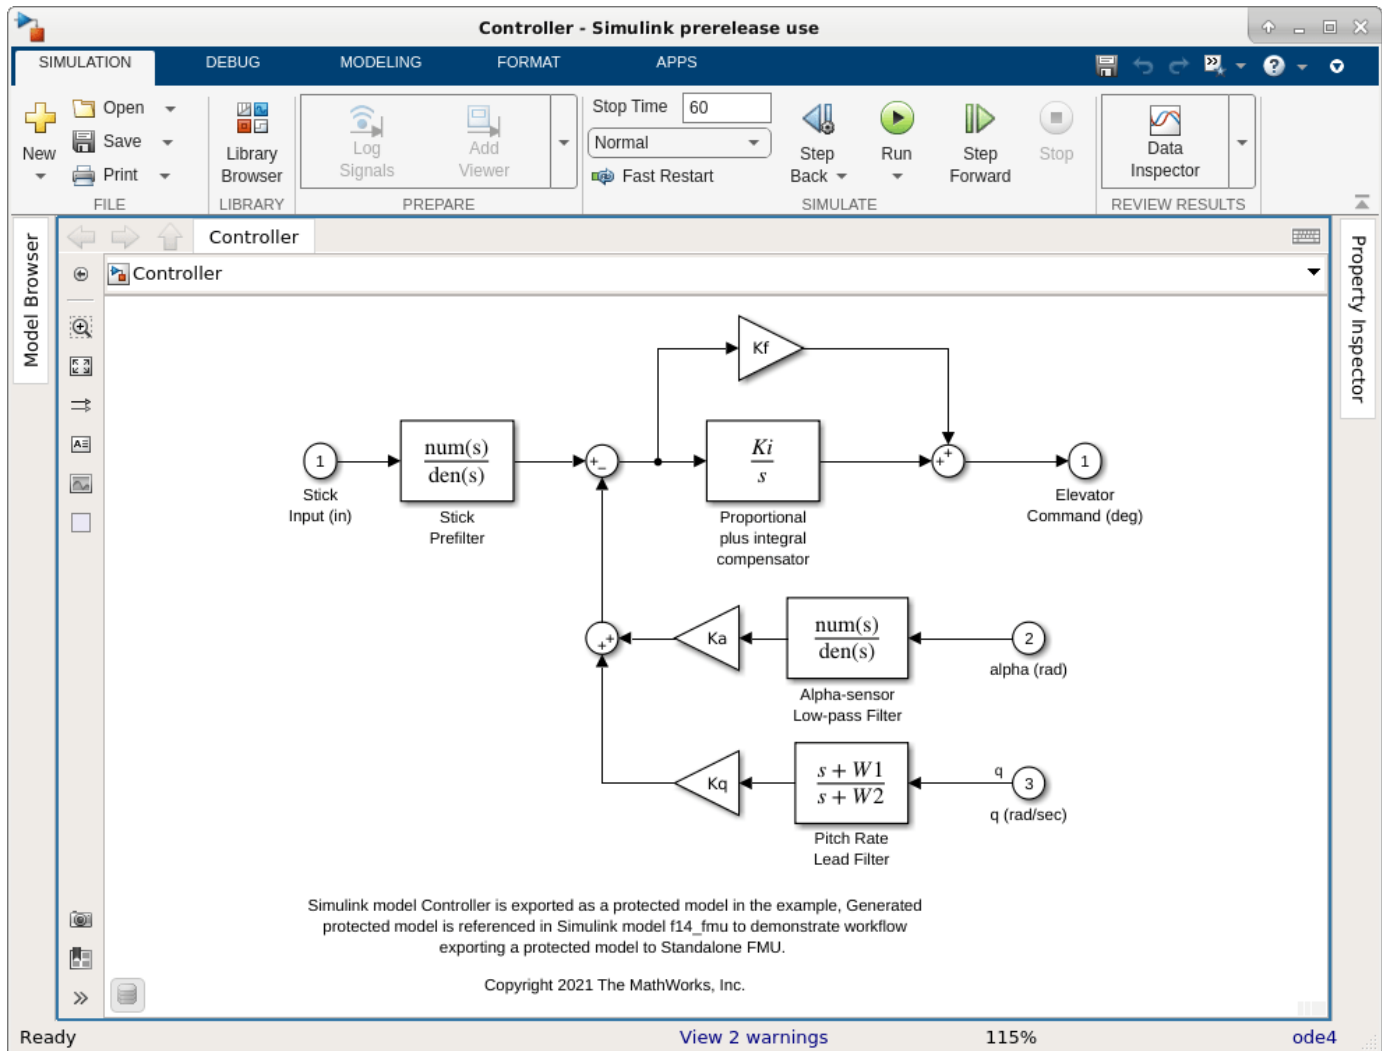 Controller - Simulink prerelease use
SIMULATION DEBUG MODELING FORMAT APPS
New
Open
Save
Print
FILE
Library
Browser
LIBRARY
Log
Signals
Add
Viewer
PREPARE
Stop Time 60
Normal
Fast Restart
Step
Back
Run
Step
Forward
Stop
SIMULATE
Data
Inspector
REVIEW RESULTS
Model Browser
Property Inspector
Controller
Controller
Kf
1
Stick
Input (in)
num(s)
den(s)
Stick
Prefilter
+ _
Ki
s
Proportional
plus integral
compensator
+ +
1
Elevator
Command (deg)
+ +
Ka
num(s)
den(s)
Alpha-sensor
Low-pass Filter
2
alpha (rad)
Kq
s + W1
s + W2
Pitch Rate
Lead Filter
q
3
q (rad/sec)
Simulink model Controller is exported as a protected model in the example, Generated
protected model is referenced in Simulink model f14_fmu to demonstrate workflow
exporting a protected model to Standalone FMU.
Copyright 2021 The MathWorks, Inc.
Ready View 2 warnings 115% ode4